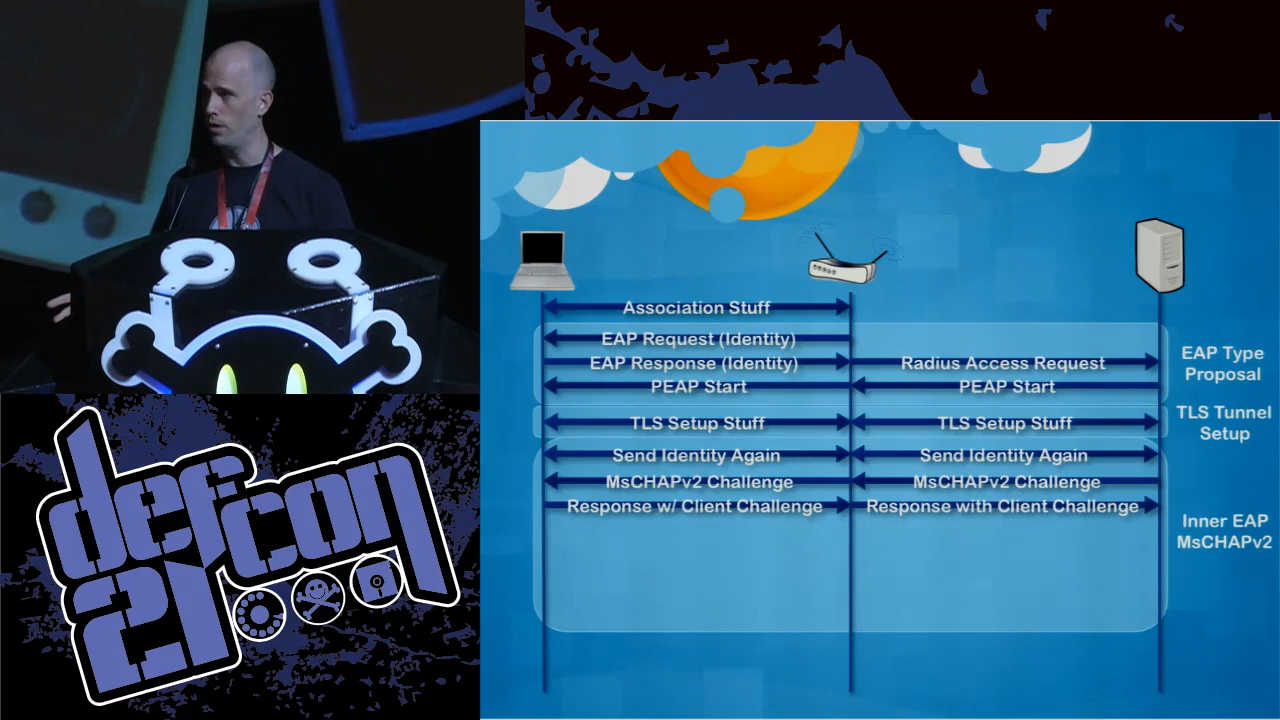 Association Stuff
EAP Request (Identity)
EAP Response (Identity)
Radius Access Request
PEAP Start
PEAP Start
EAP Type
Proposal
TLS Setup Stuff
TLS Setup Stuff
TLS Tunnel
Setup
Send Identity Again
Send Identity Again
MsCHAPv2 Challenge
MsCHAPv2 Challenge
Response w/ Client Challenge
Response with Client Challenge
Inner EAP
MsCHAPv2
defcon
21